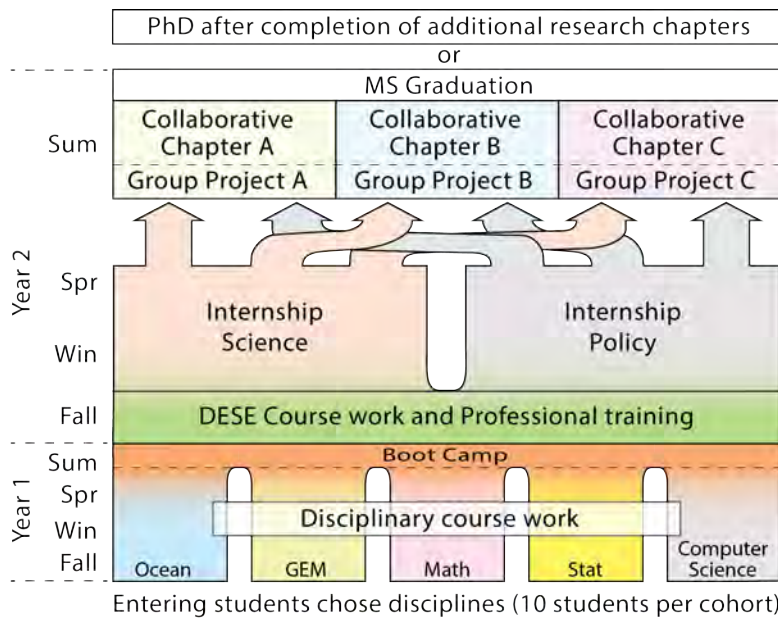 PhD after completion of additional research chapters
or
MS Graduation
Sum
Collaborative
Chapter A
Collaborative
Chapter B
Collaborative
Chapter C
Group Project A
Group Project B
Group Project C
Year 2
Spr
Win
Internship
Science
Internship
Policy
Fall
DESE Course work and Professional training
Year 1
Sum
Boot Camp
Spr
Win
Disciplinary course work
Fall
Ocean
GEM
Math
Stat
Computer
Science
Entering students chose disciplines (10 students per cohort)